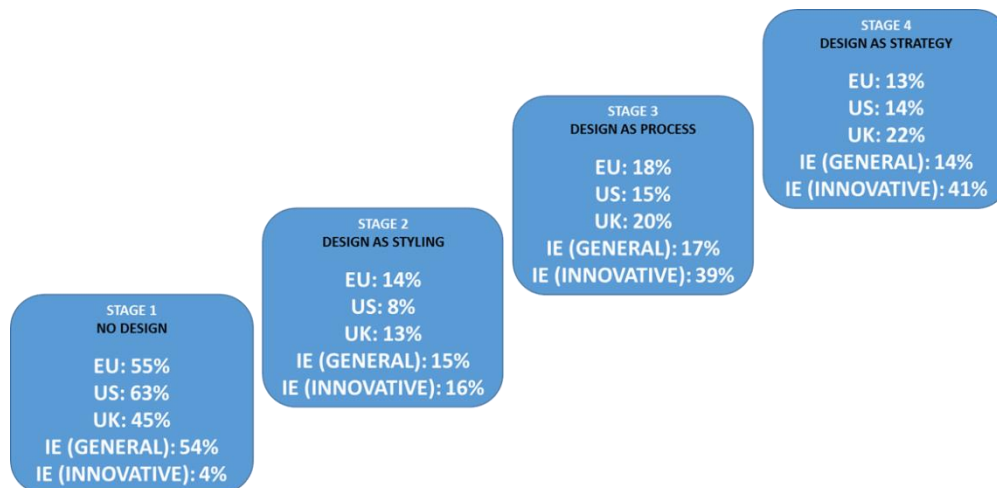 STAGE 1
NO DESIGN
EU: 55%
US: 63%
UK: 45%
IE (GENERAL): 54%
IE (INNOVATIVE): 4%
STAGE 2
DESIGN AS STYLING
EU: 14%
US: 8%
UK: 13%
IE (GENERAL): 15%
IE (INNOVATIVE): 16%
STAGE 3
DESIGN AS PROCESS
EU: 18%
US: 15%
UK: 20%
IE (GENERAL): 17%
IE (INNOVATIVE): 39%
STAGE 4
DESIGN AS STRATEGY
EU: 13%
US: 14%
UK: 22%
IE (GENERAL): 14%
IE (INNOVATIVE): 41%